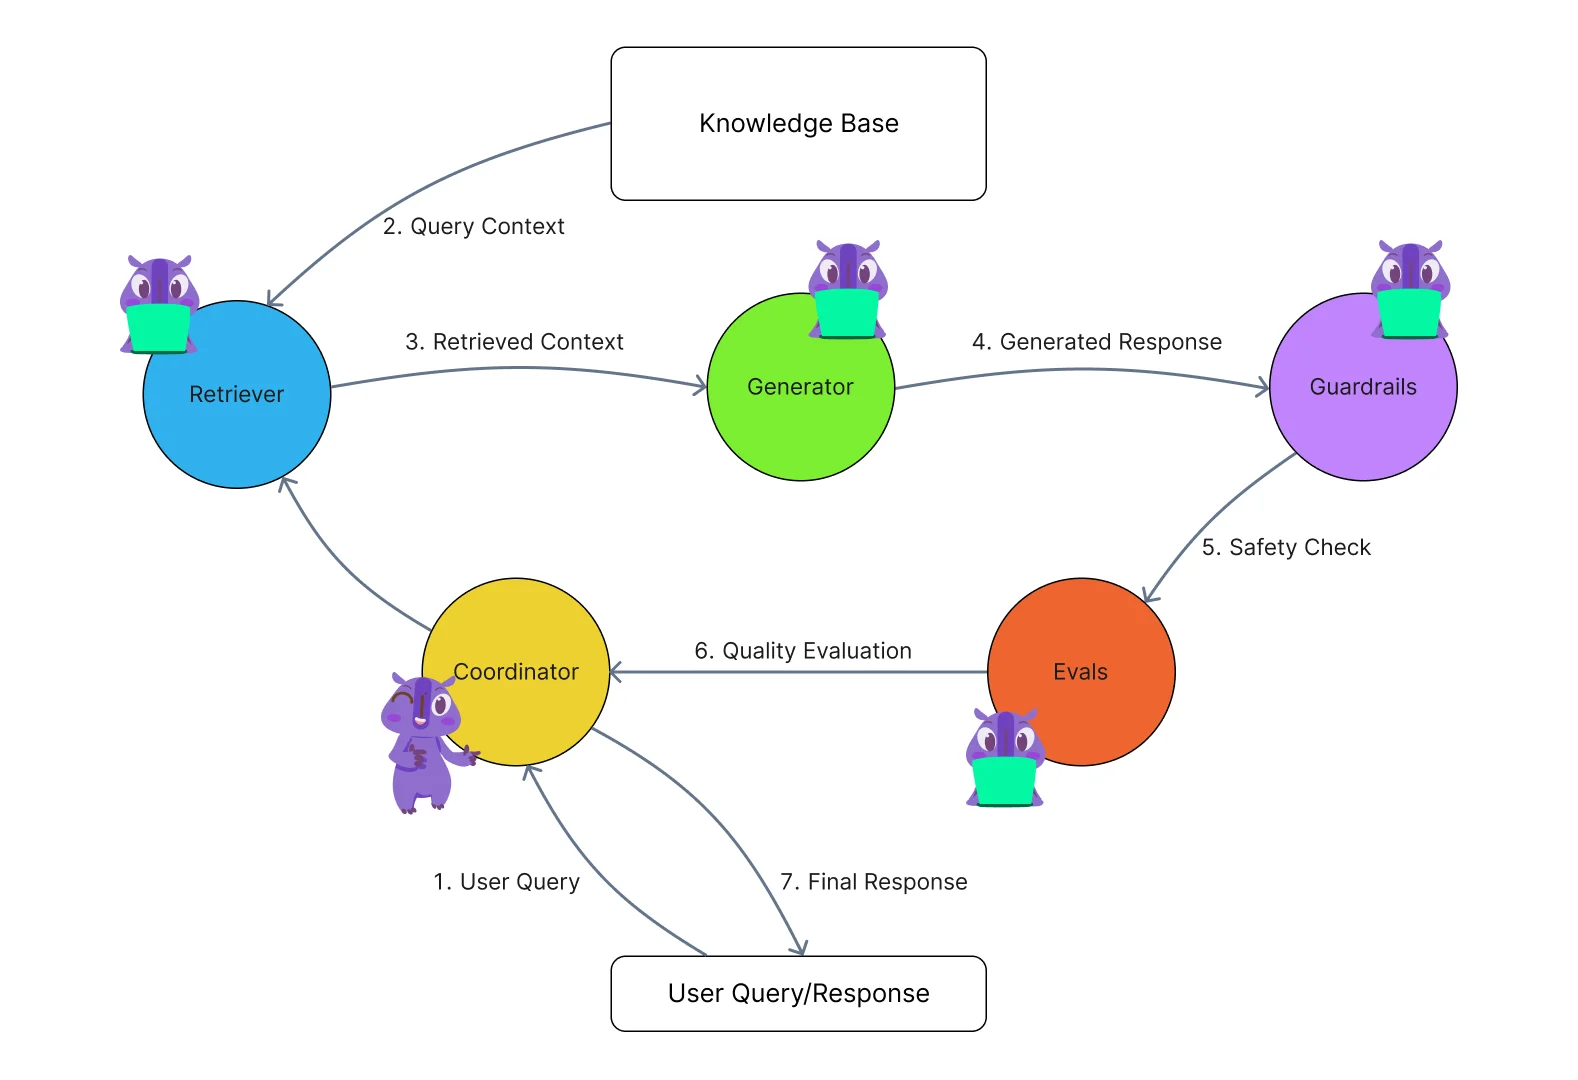 Knowledge Base
2. Query Context
3. Retrieved Context
4. Generated Response
Retriever
Generator
Guardrails
5. Safety Check
6. Quality Evaluation
Coordinator
Evals
1. User Query
7. Final Response
User Query/Response